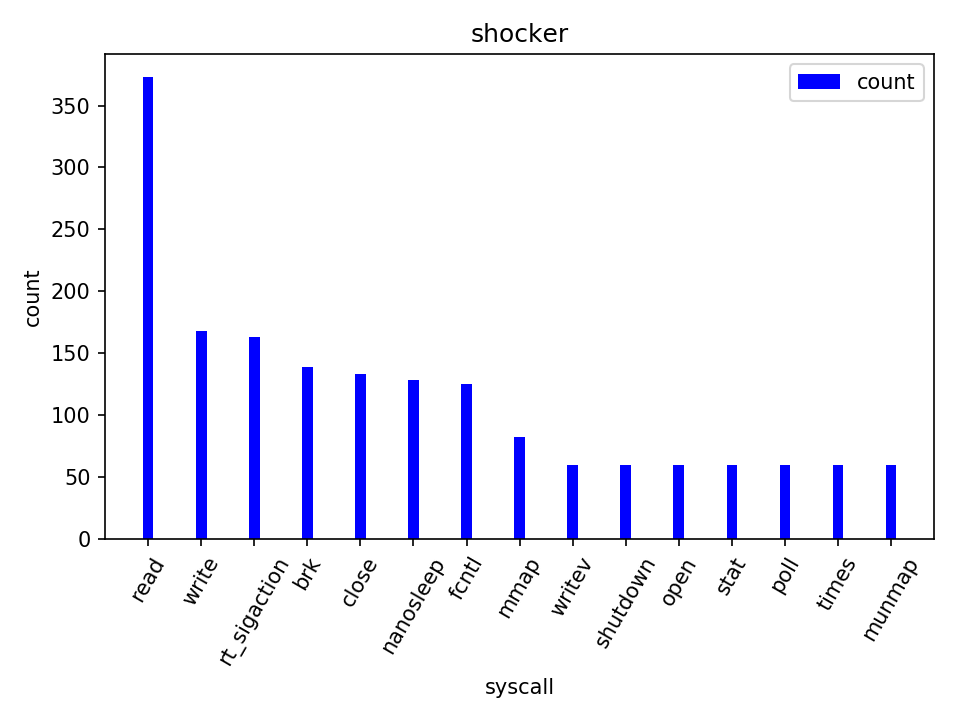 shocker
count
count
350
300
250
200
150
100
50
0
read
write
rt_sigaction
brk
close
nanosleep
fcntl
mmap
writev
shutdown
open
stat
poll
times
munmap
syscall